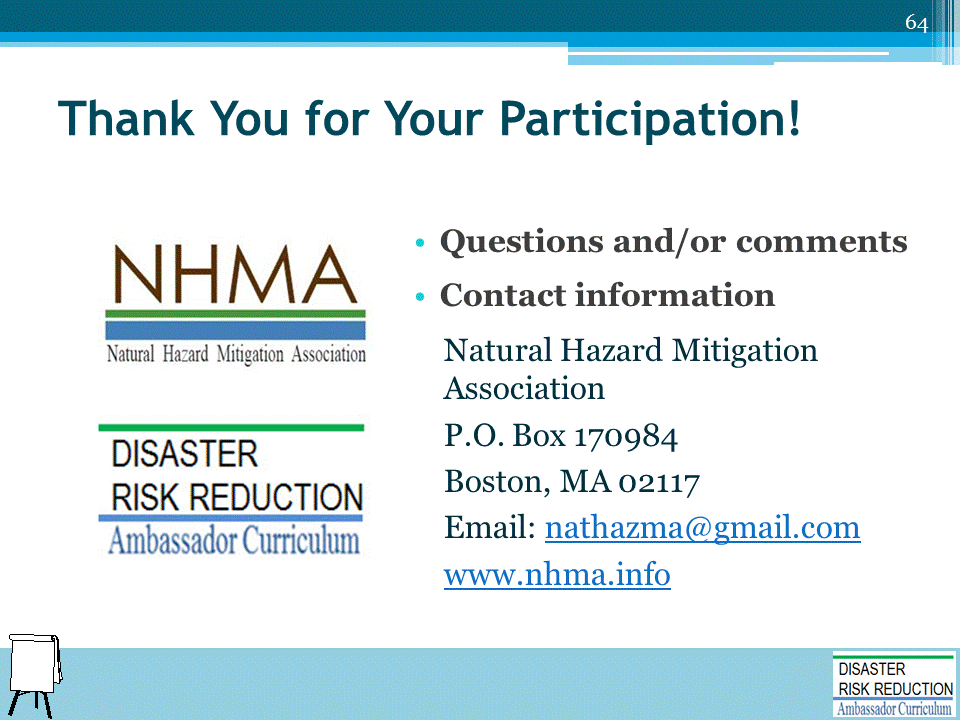 64
Thank You for Your Participation!
NHMA
Natural Hazard Mitigation Association
DISASTER
RISK REDUCTION
Ambassador Curriculum
• Questions and/or comments
• Contact information
Natural Hazard Mitigation
Association
P.O. Box 170984
Boston, MA 02117
Email: nathazma@gmail.com
www.nhma.info
DISASTER
RISK REDUCTION
Ambassador Curriculum